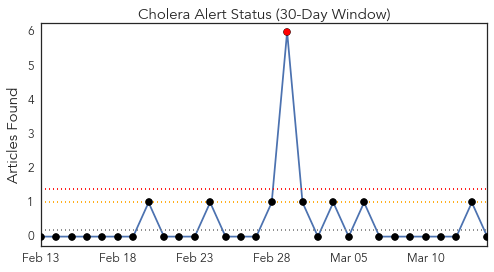 Cholera Alert Status (30-Day Window)
Articles Found
6
5
4
3
2
1
0
Feb 13 Feb 18 Feb 23 Feb 28 Mar 05 Mar 10